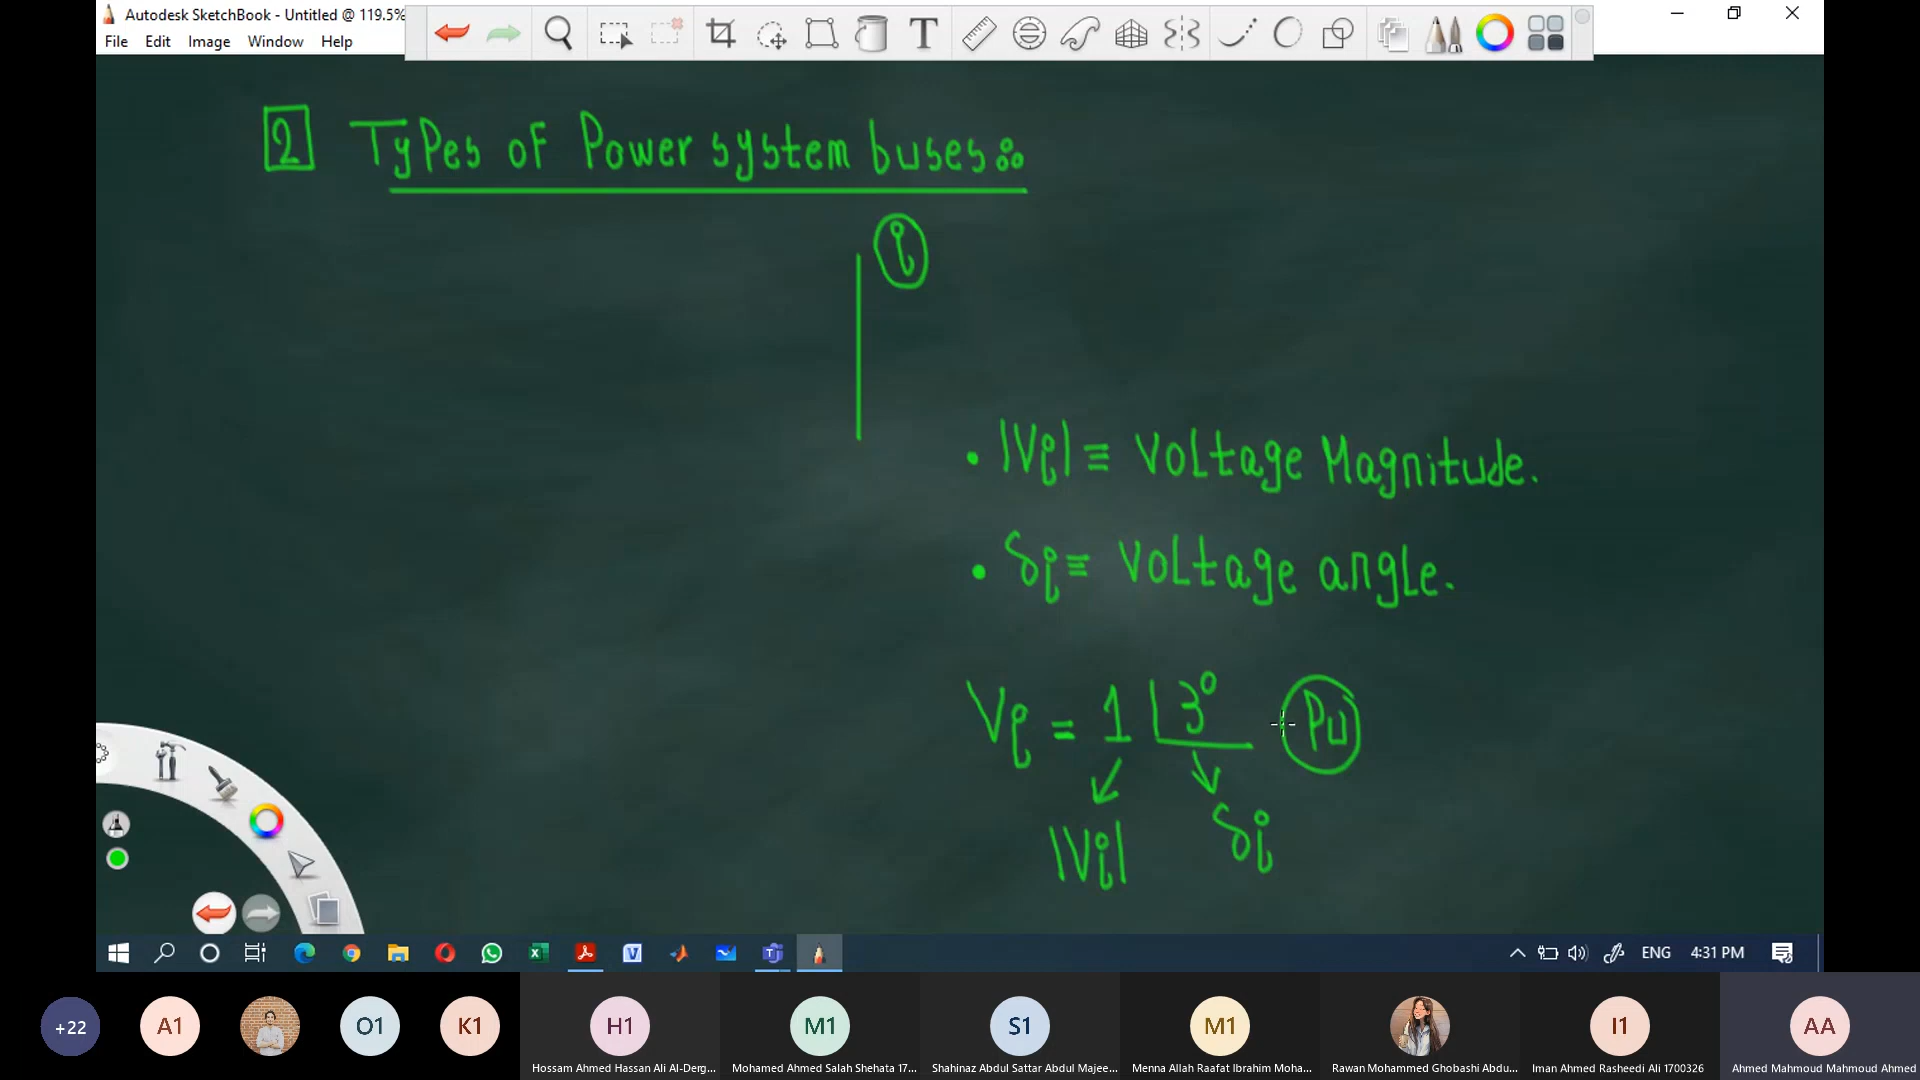 Autodesk SketchBook - Untitled @ 119.5%
File Edit Image Window Help
T
2 Types of Power system buses
i
• |Vi| ≡ Voltage Magnitude.
• δi ≡ Voltage angle.
Vi = 1 ∠3° Pu
|Vi| δi
ENG 4:31 PM
+22 A1 O1 K1 H1 M1 S1 M1 I1 AA
Hossam Ahmed Hassan Ali Al-Derg... Mohamed Ahmed Salah Shehata 17... Shahinaz Abdul Sattar Abdul Majee... Menna Allah Raafat Ibrahim Moha... Rawan Mohammed Ghobashi Abdu... Iman Ahmed Rasheedi Ali 1700326 Ahmed Mahmoud Mahmoud Ahmed